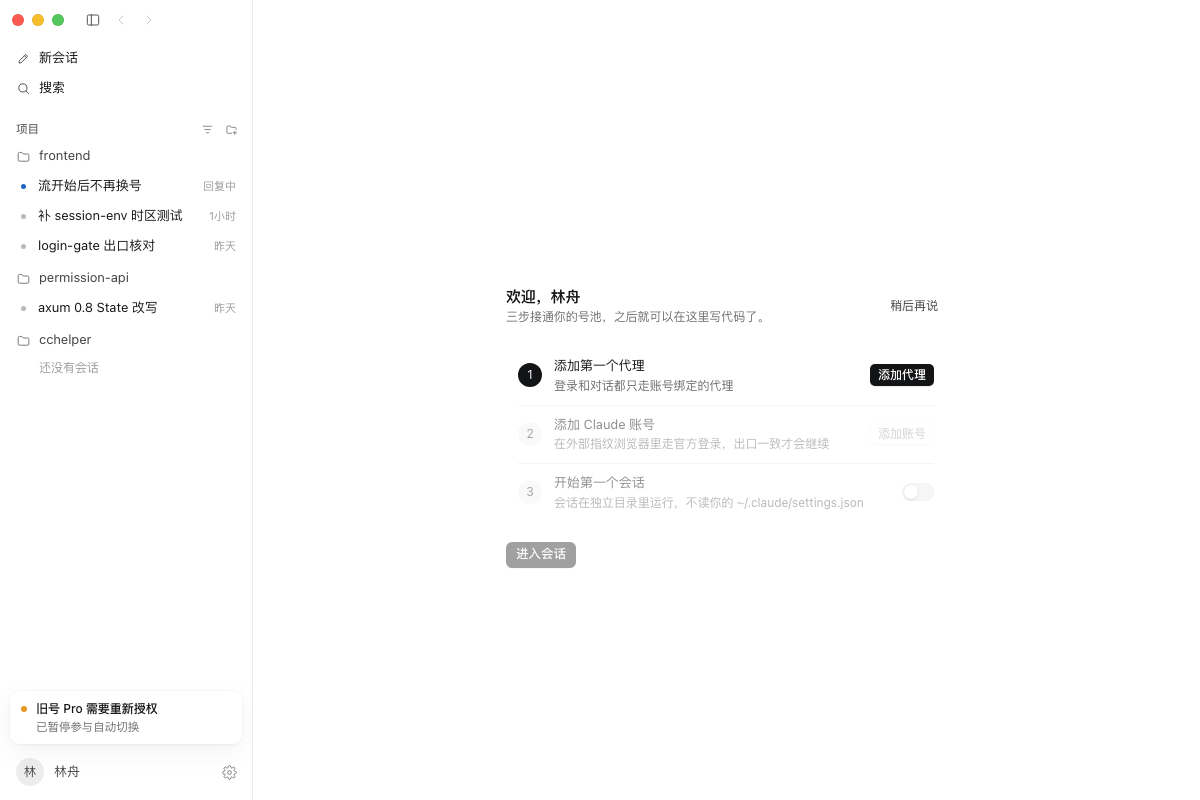 新会话
搜索
项目
frontend
流开始后不再换号 回复中
补 session-env 时区测试 1小时
login-gate 出口核对 昨天
permission-api
axum 0.8 State 改写 昨天
cchelper
还没有会话
旧号 Pro 需要重新授权
已暂停参与自动切换
林 林舟
欢迎，林舟
三步接通你的号池，之后就可以在这里写代码了。
稍后再说
1 添加第一个代理
登录和对话都只走账号绑定的代理
添加代理
2 添加 Claude 账号
在外部指纹浏览器里走官方登录，出口一致才会继续
添加账号
3 开始第一个会话
会话在独立目录里运行，不读你的 ~/.claude/settings.json
进入会话